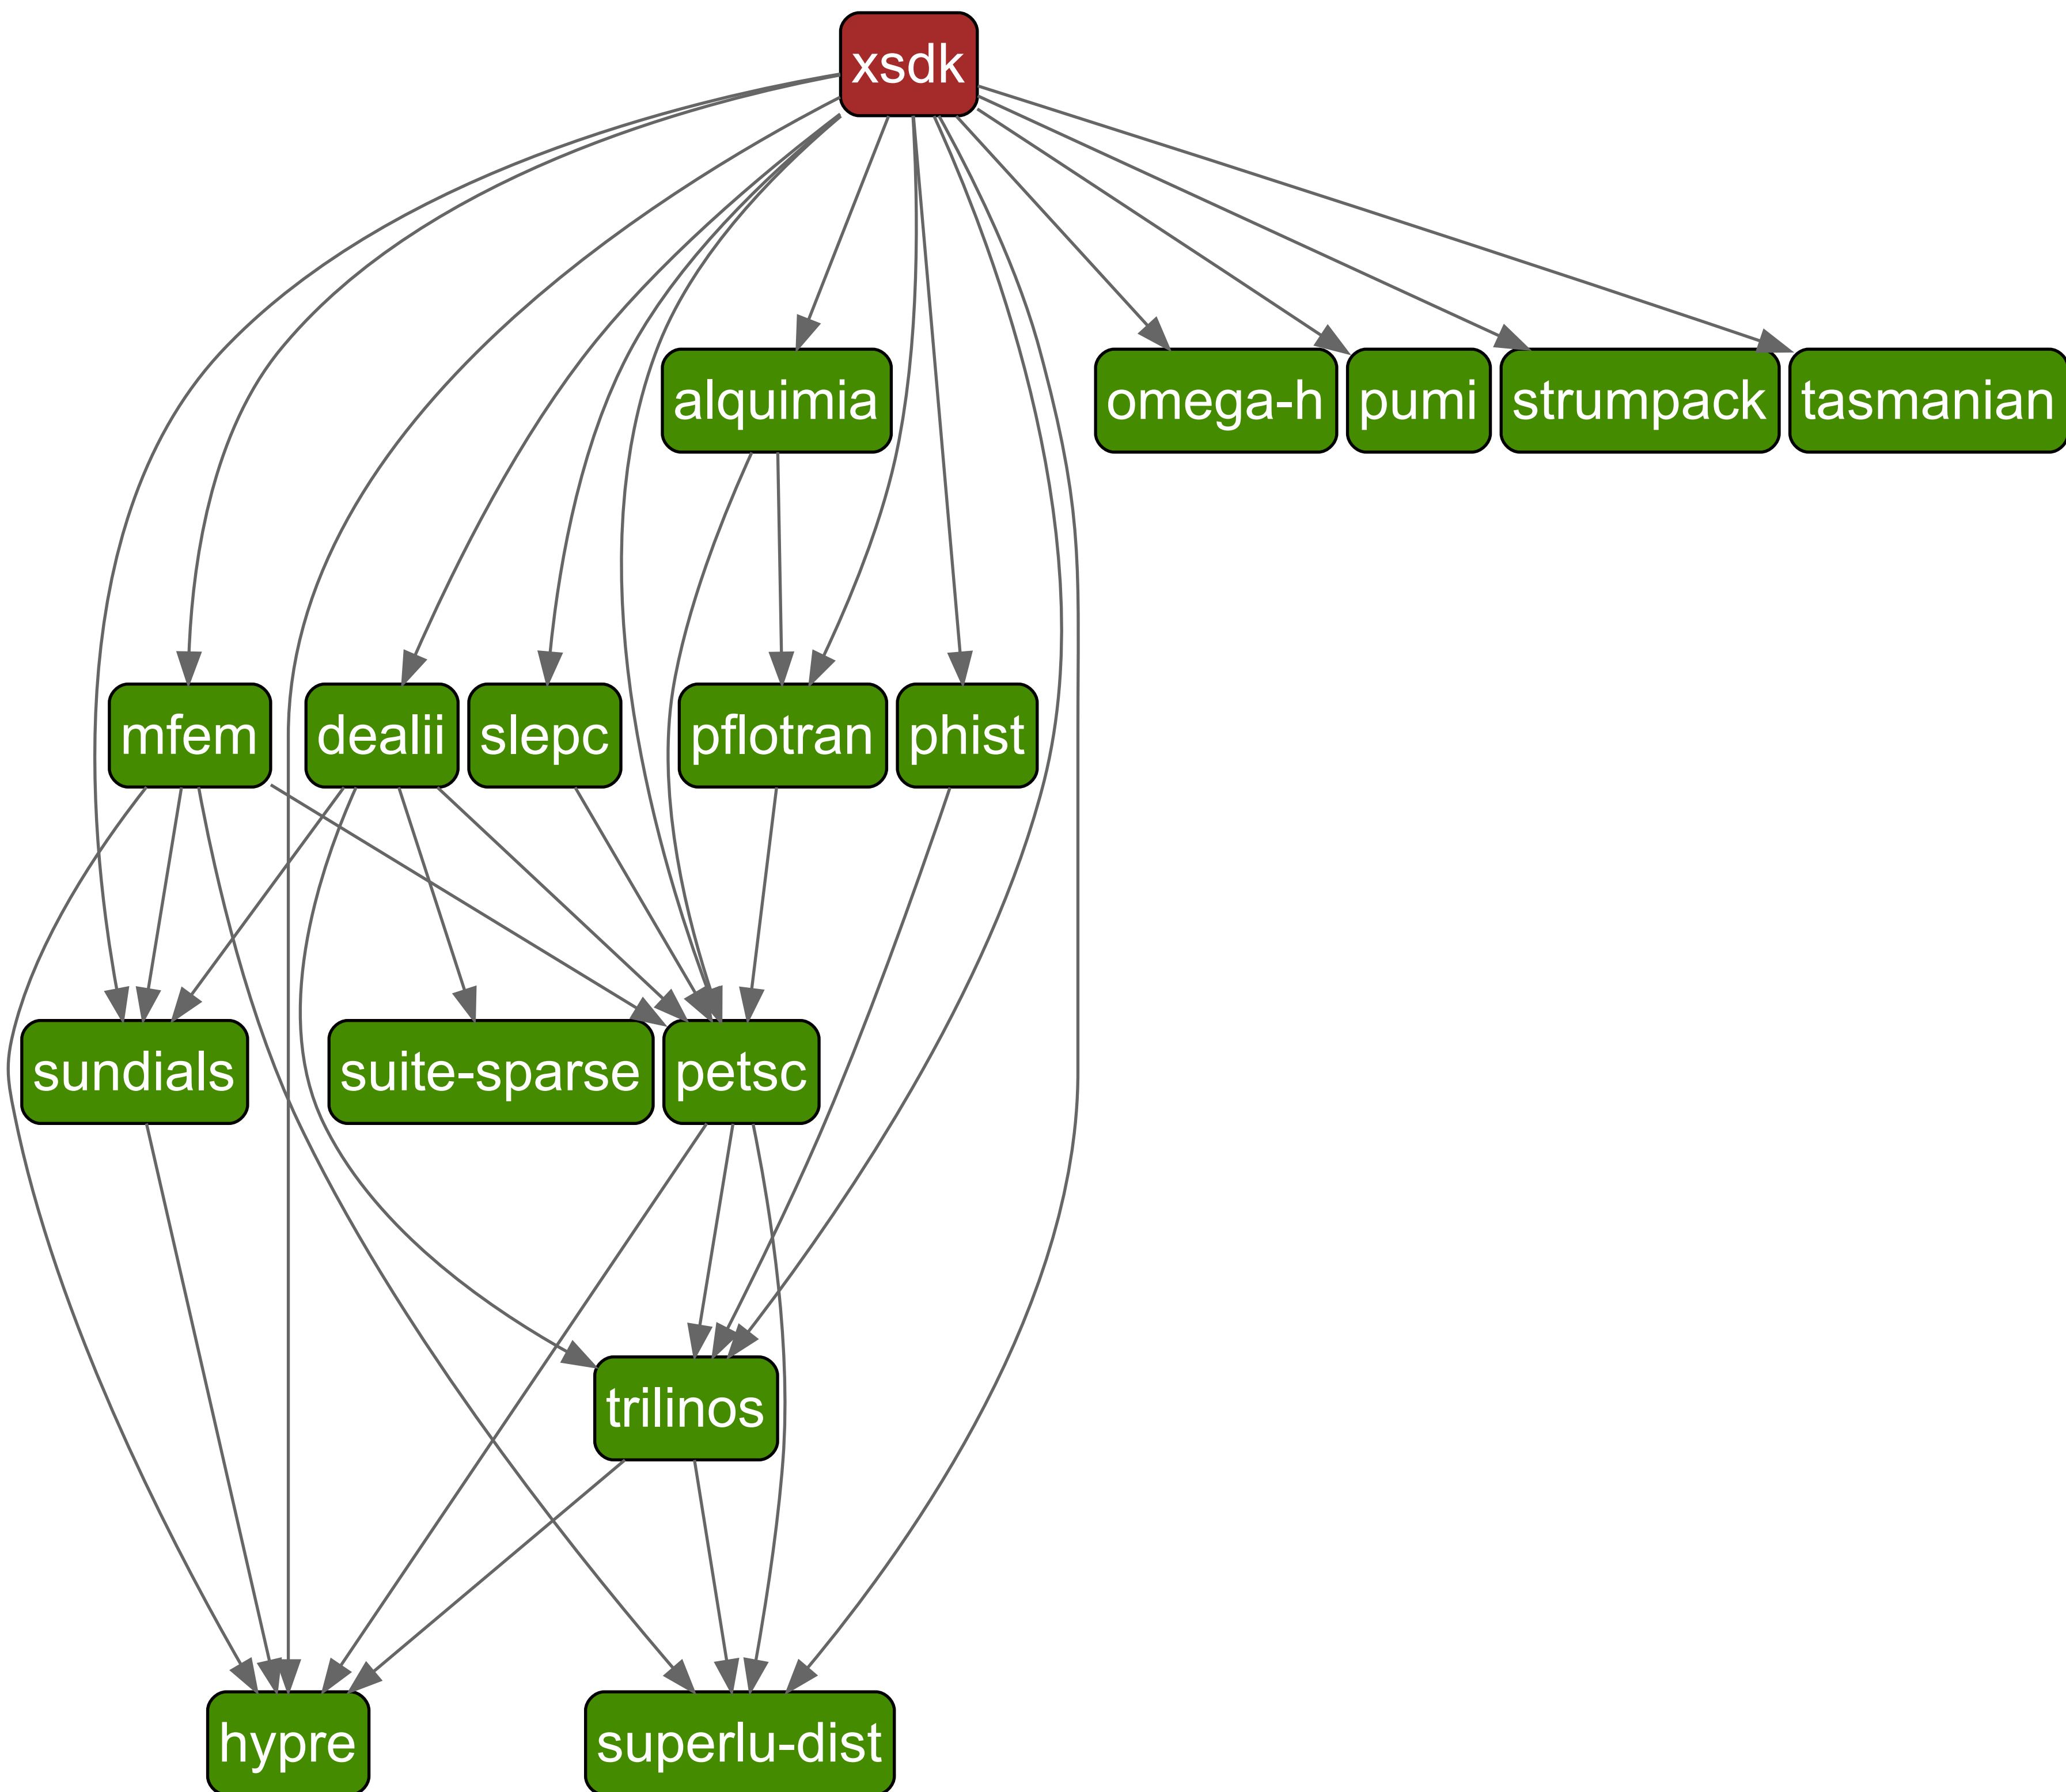 xsdk
alquimia
omega-h
pumi
strumpack
tasmanian
mfem
dealii
slepc
pflotran
phist
sundials
suite-sparse
petsc
trilinos
hypre
superlu-dist